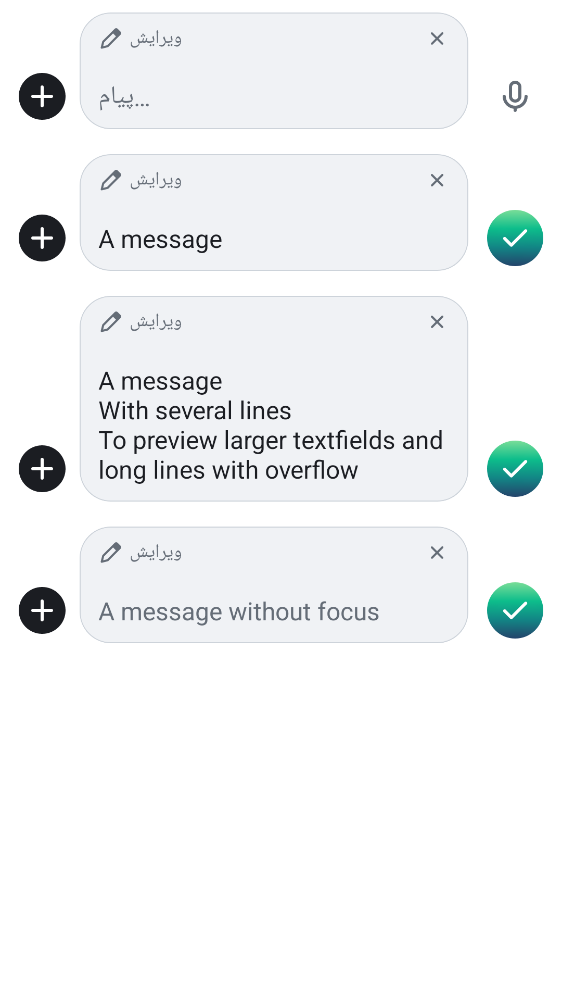 ویرایش
پیام...
ویرایش
A message
ویرایش
A message
With several lines
To preview larger textfields and
long lines with overflow
ویرایش
A message without focus